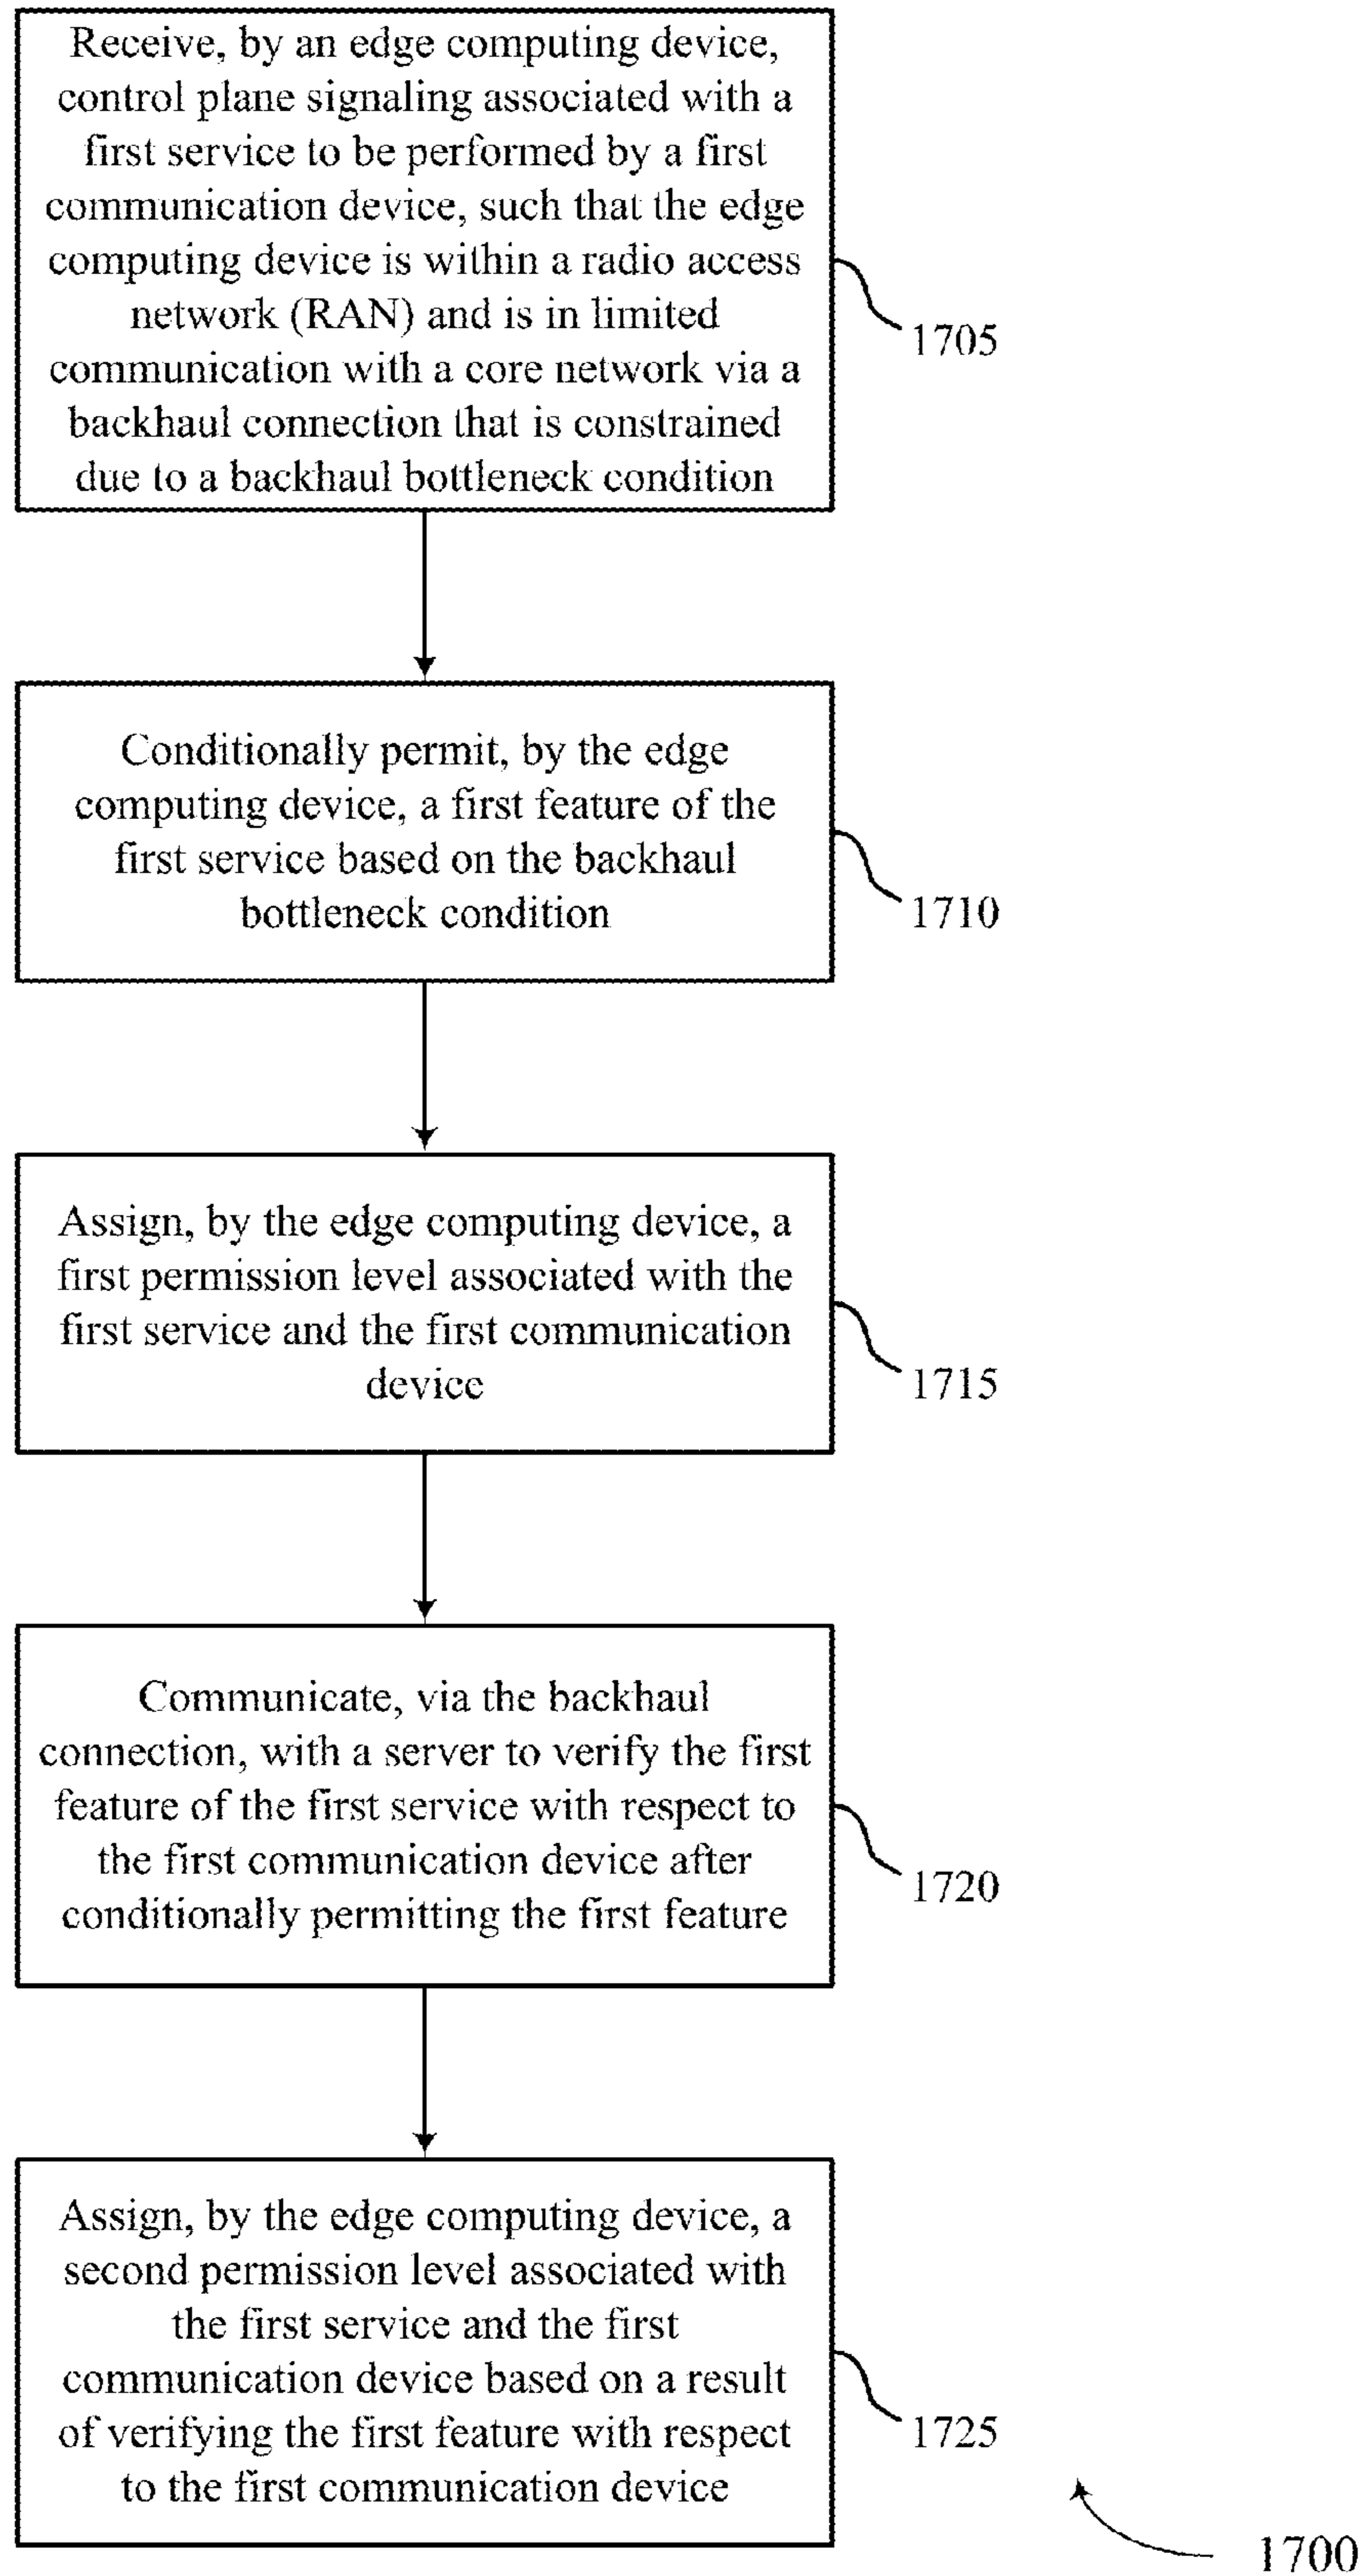 Receive, by an edge computing device,
control plane signaling associated with a
first service to be performed by a first
communication device, such that the edge
computing device is within a radio access
network (RAN) and is in limited
communication with a core network via a
backhaul connection that is constrained
due to a backhaul bottleneck condition
1705
Conditionally permit, by the edge
computing device, a first feature of the
first service based on the backhaul
bottleneck condition
1710
Assign, by the edge computing device, a
first permission level associated with the
first service and the first communication
device
1715
Communicate, via the backhaul
connection, with a server to verify the first
feature of the first service with respect to
the first communication device after
conditionally permitting the first feature
1720
Assign, by the edge computing device, a
second permission level associated with
the first service and the first
communication device based on a result
of verifying the first feature with respect
to the first communication device
1725
1700